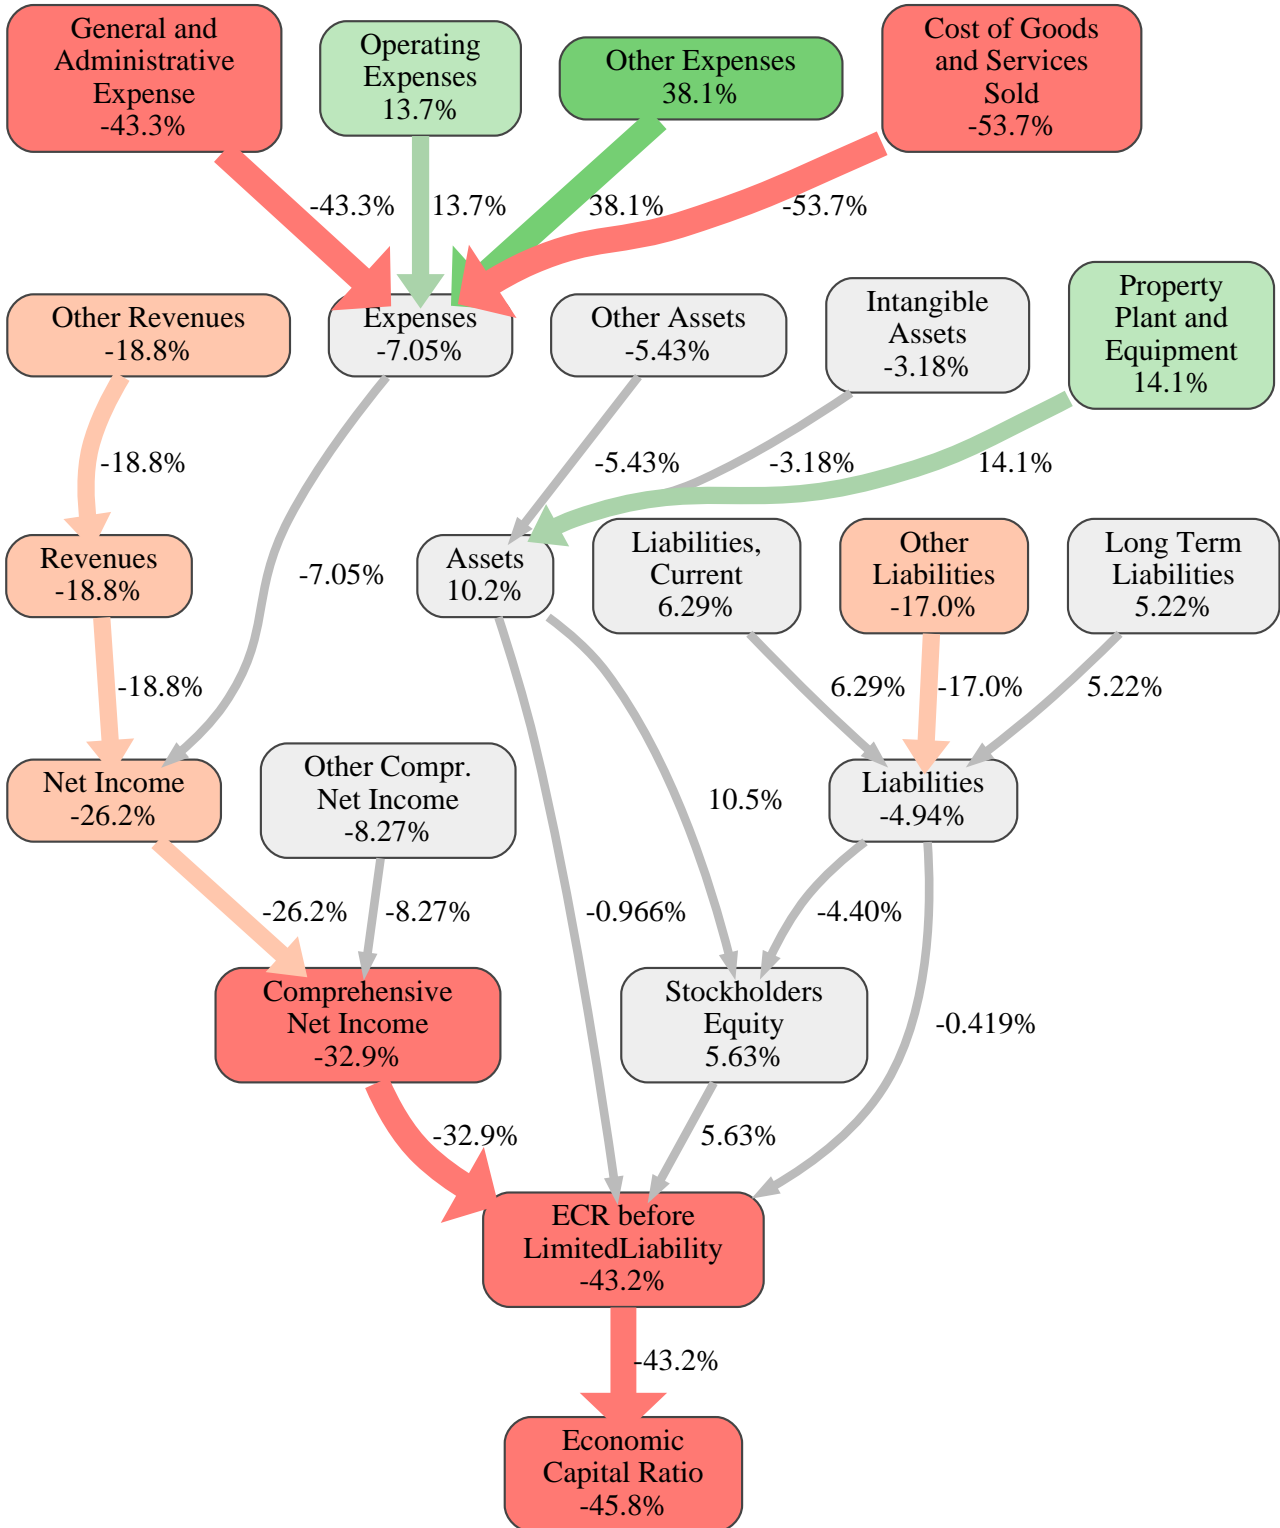 General and
Administrative
Expense
-43.3%
Operating
Expenses
13.7%
Other Expenses
38.1%
Cost of Goods
and Services
Sold
-53.7%
-43.3%
13.7%
38.1%
-53.7%
Other Revenues
-18.8%
Expenses
-7.05%
Other Assets
-5.43%
Intangible
Assets
-3.18%
Property
Plant and
Equipment
14.1%
-18.8%
-5.43%
-3.18%
14.1%
Revenues
-18.8%
-7.05%
Assets
10.2%
Liabilities,
Current
6.29%
Other
Liabilities
-17.0%
Long Term
Liabilities
5.22%
-18.8%
6.29%
-17.0%
5.22%
Net Income
-26.2%
Other Compr.
Net Income
-8.27%
10.5%
Liabilities
-4.94%
-26.2%
-8.27%
-0.966%
-4.40%
Comprehensive
Net Income
-32.9%
Stockholders
Equity
5.63%
-0.419%
-32.9%
5.63%
ECR before
LimitedLiability
-43.2%
-43.2%
Economic
Capital Ratio
-45.8%